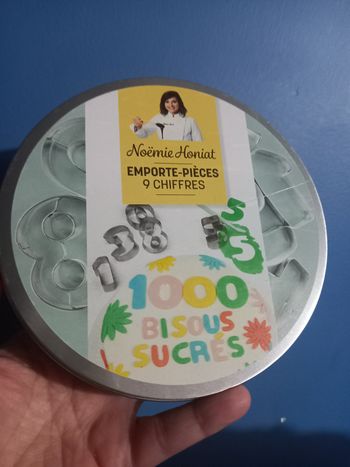 Noëmie Honiat
EMPORTE-PIÈCES
9 CHIFFRES
1000
BISOUS
SUCRÉS